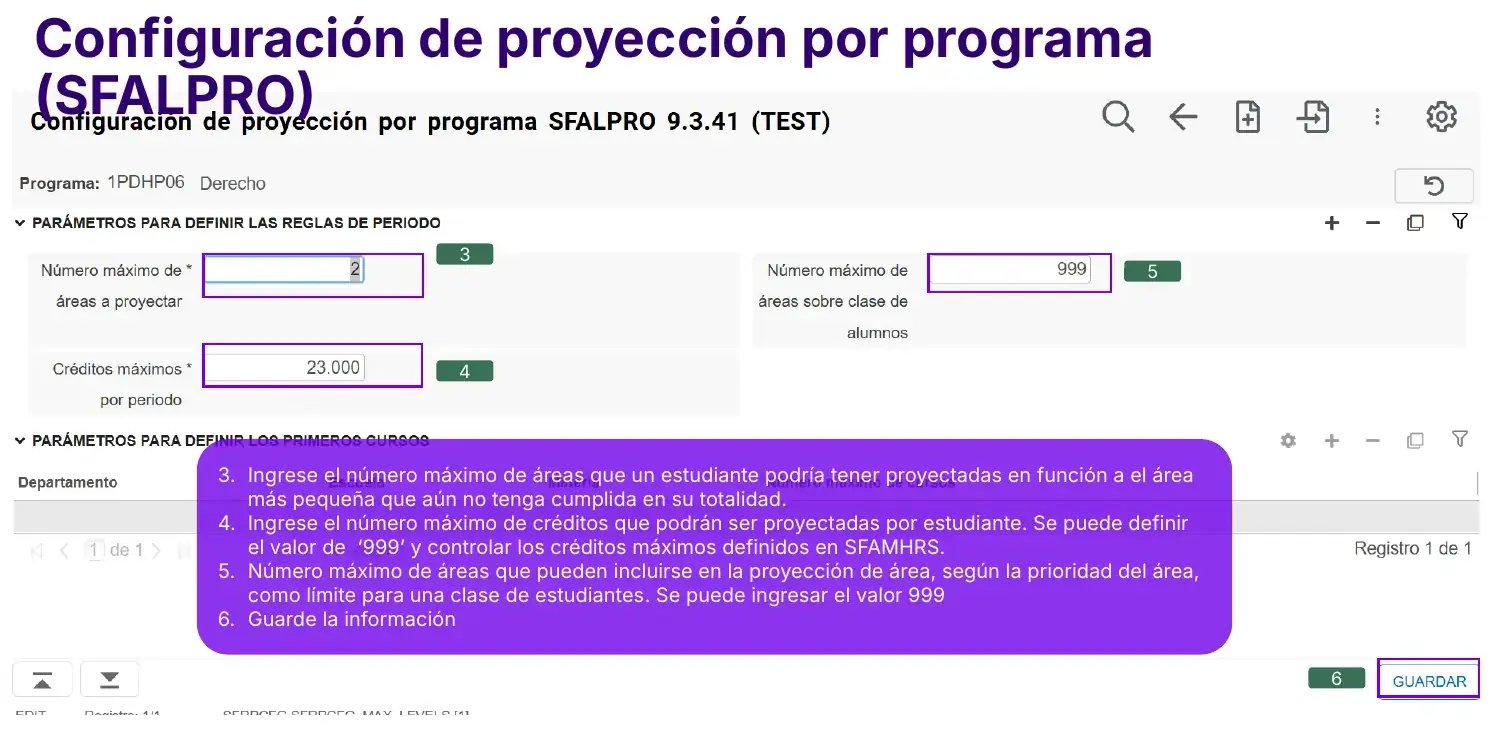 Configuración de proyección por programa
(SFALPRO)
Configuración de proyección por programa SFALPRO 9.3.41 (TEST)
Programa: 1PDHP06 Derecho
PARÁMETROS PARA DEFINIR LAS REGLAS DE PERIODO
Número máximo de *
áreas a proyectar
2
3
Número máximo de
áreas sobre clase de
alumnos
999
5
Créditos máximos *
por periodo
23.000
4
PARÁMETROS PARA DEFINIR LOS PRIMEROS CURSOS
Departamento
3. Ingrese el número máximo de áreas que un estudiante podría tener proyectadas en función a el área
más pequeña que aún no tenga cumplida en su totalidad.
4. Ingrese el número máximo de créditos que podrán ser proyectadas por estudiante. Se puede definir
el valor de ‘999’ y controlar los créditos máximos definidos en SFAMHRS.
5. Número máximo de áreas que pueden incluirse en la proyección de área, según la prioridad del área,
como límite para una clase de estudiantes. Se puede ingresar el valor 999
6. Guarde la información
1 de 1
Registro 1 de 1
6
GUARDAR
EDIT Registro: 1/1